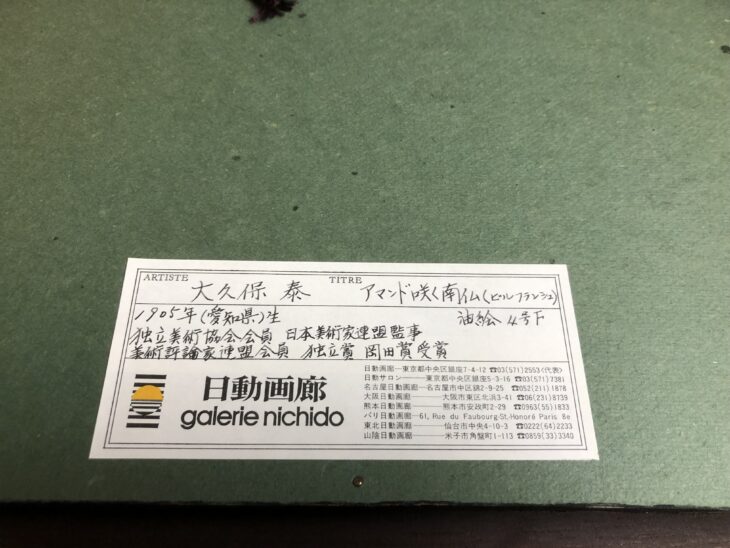 ARTISTE TITRE
大久保 泰 アマンド咲く南仏(ビルフランシュ)
1905年(愛知県)生 油絵 4号F
独立美術協会会員 日本美術家連盟監事
美術評論家連盟会員 独立賞 岡田賞受賞
日動画廊
galerie nichido
日動画廊──東京都中央区銀座7-4-12 ☎03(571)2553<代表>
日動サロン──東京都中央区銀座5-3-16 ☎03(571)7381
名古屋日動画廊─名古屋市中区錦2-9-25 ☎052(211)1878
大阪日動画廊──大阪市東区北浜3-41 ☎06(231)8739
熊本日動画廊──熊本市安政町2-29 ☎0963(55)1833
パリ日動画廊─61, Rue du Faubourg-St-Honoré Paris 8e
東北日動画廊──仙台市中央4-10-3 ☎0222(64)2233
山陰日動画廊──米子市角盤町1-113 ☎0859(33)3340